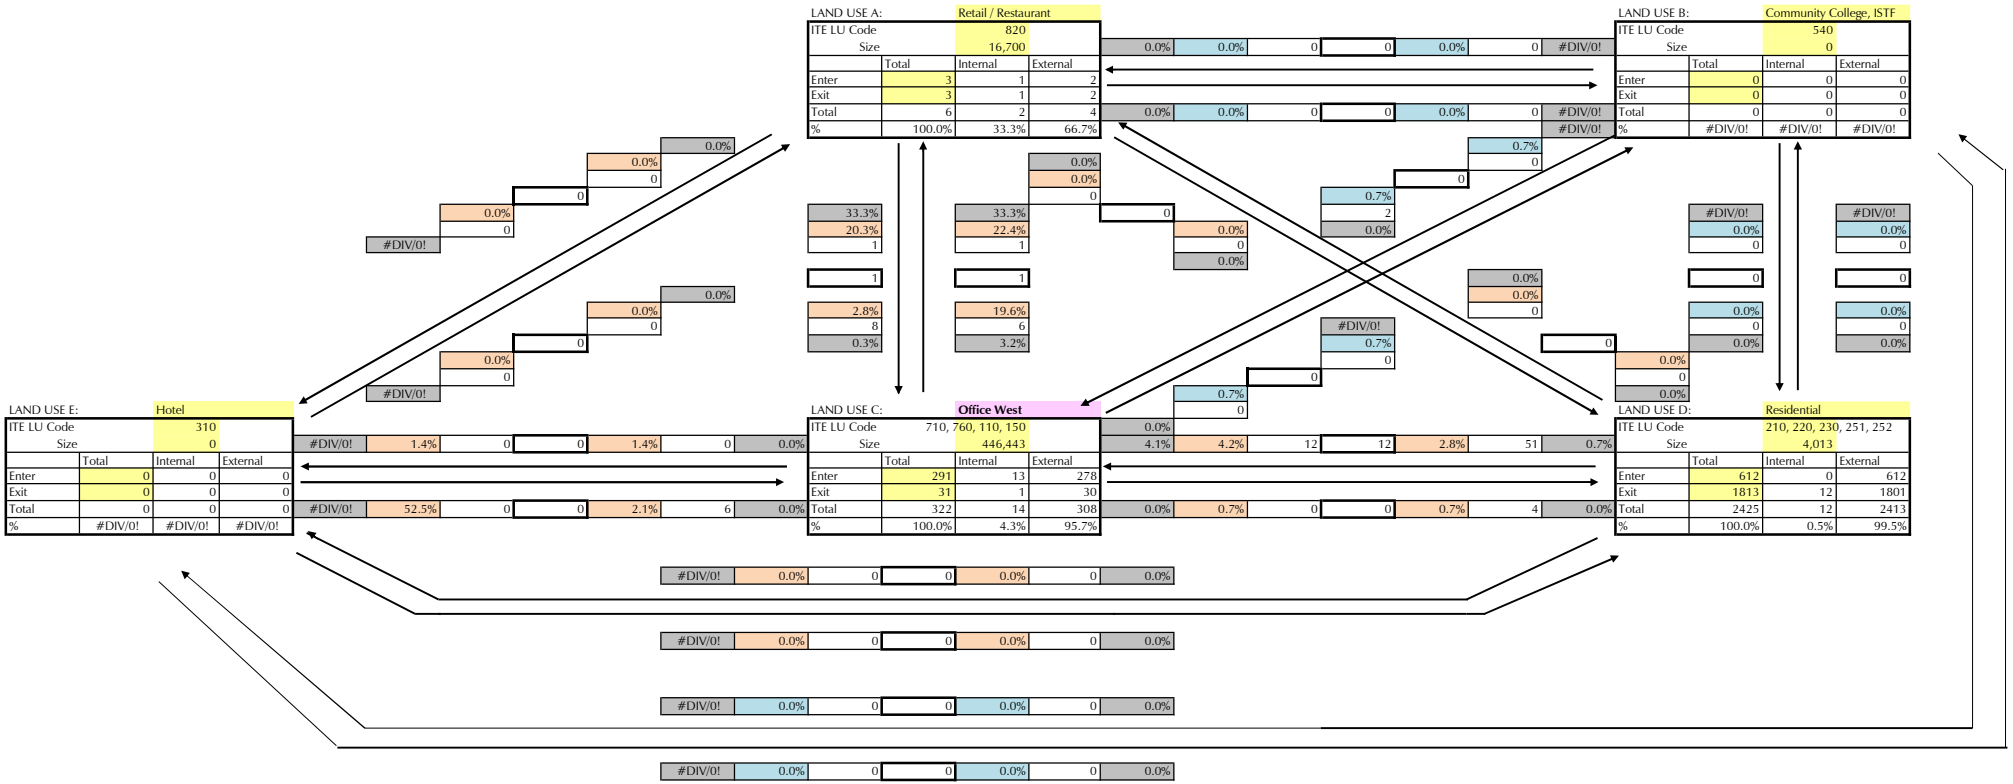 LAND USE A: Retail / Restaurant LAND USE B: Community College, ISTF
ITE LU Code 820 ITE LU Code 540
Size 16,700 0.0% 0.0% 0 0 0.0% 0 #DIV/0! Size 0
Total Internal External Total Internal External
Enter 3 1 2 Enter 0 0 0
Exit 3 1 2 Exit 0 0 0
Total 6 2 4 0.0% 0.0% 0 0 0.0% 0 #DIV/0! Total 0 0 0
% 100.0% 33.3% 66.7% #DIV/0! % #DIV/0! #DIV/0! #DIV/0!
0.0% 0.7%
0.0% 0.0% 0
0 0.0% 0
0 0 0.7%
0.0% 33.3% 33.3% 0 2 #DIV/0! #DIV/0!
0 20.3% 22.4% 0.0% 0.0% 0.0% 0.0%
#DIV/0! 1 1 0 0 0
0.0%
1 1 0.0% 0 0
0.0% 0.0%
0.0% 2.8% 19.6% 0 0.0% 0.0%
0 8 6 #DIV/0! 0 0
0 0.3% 3.2% 0.7% 0 0.0% 0.0%
0.0% 0 0.0%
0 0 0
#DIV/0! 0.7% 0.0%
LAND USE E: Hotel LAND USE C: Office West 0 LAND USE D: Residential
ITE LU Code 310 ITE LU Code 710, 760, 110, 150 0.0% ITE LU Code 210, 220, 230, 251, 252
Size 0 #DIV/0! 1.4% 0 0 1.4% 0 0.0% Size 446,443 4.1% 4.2% 12 12 2.8% 51 0.7% Size 4,013
Total Internal External Total Internal External Total Internal External
Enter 0 0 0 Enter 291 13 278 Enter 612 0 612
Exit 0 0 0 Exit 31 1 30 Exit 1813 12 1801
Total 0 0 0 #DIV/0! 52.5% 0 0 2.1% 6 0.0% Total 322 14 308 0.0% 0.7% 0 0 0.7% 4 0.0% Total 2425 12 2413
% #DIV/0! #DIV/0! #DIV/0! % 100.0% 4.3% 95.7% % 100.0% 0.5% 99.5%
#DIV/0! 0.0% 0 0 0.0% 0 0.0%
#DIV/0! 0.0% 0 0 0.0% 0 0.0%
#DIV/0! 0.0% 0 0 0.0% 0 0.0%
#DIV/0! 0.0% 0 0 0.0% 0 0.0%